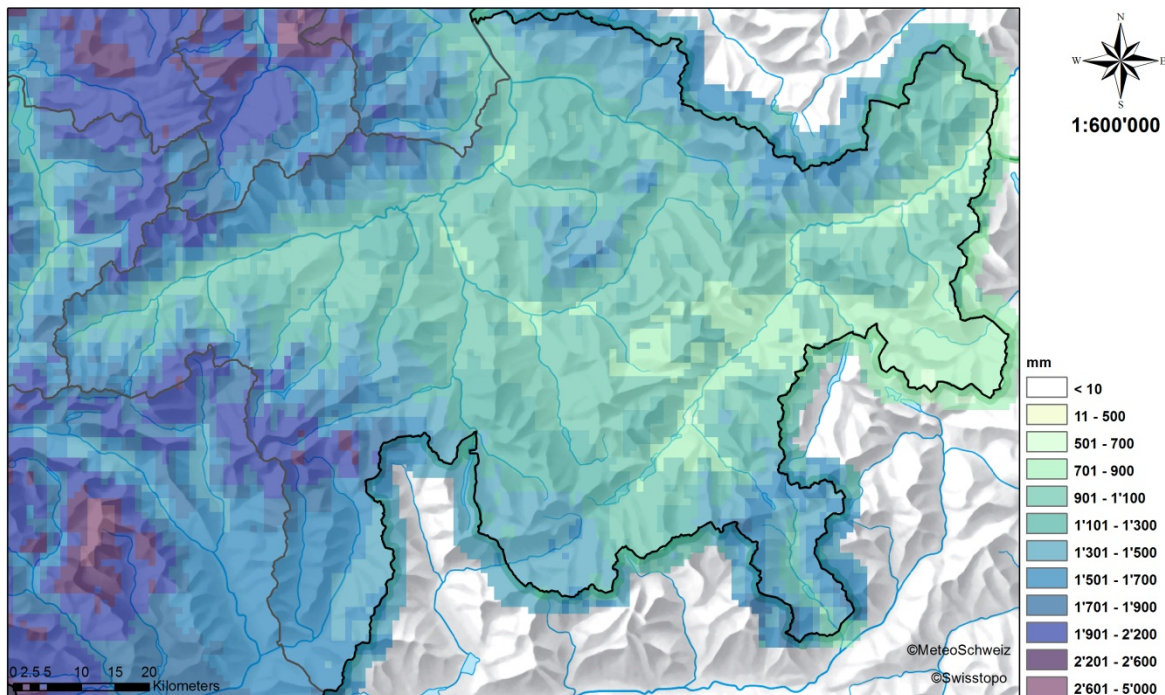 N
W E
S
1:600'000
mm
< 10
11 - 500
501 - 700
701 - 900
901 - 1'100
1'101 - 1'300
1'301 - 1'500
1'501 - 1'700
1'701 - 1'900
1'901 - 2'200
2'201 - 2'600
2'601 - 5'000
©MeteoSchweiz
©Swisstopo
0 2.5 5 10 15 20
Kilometers